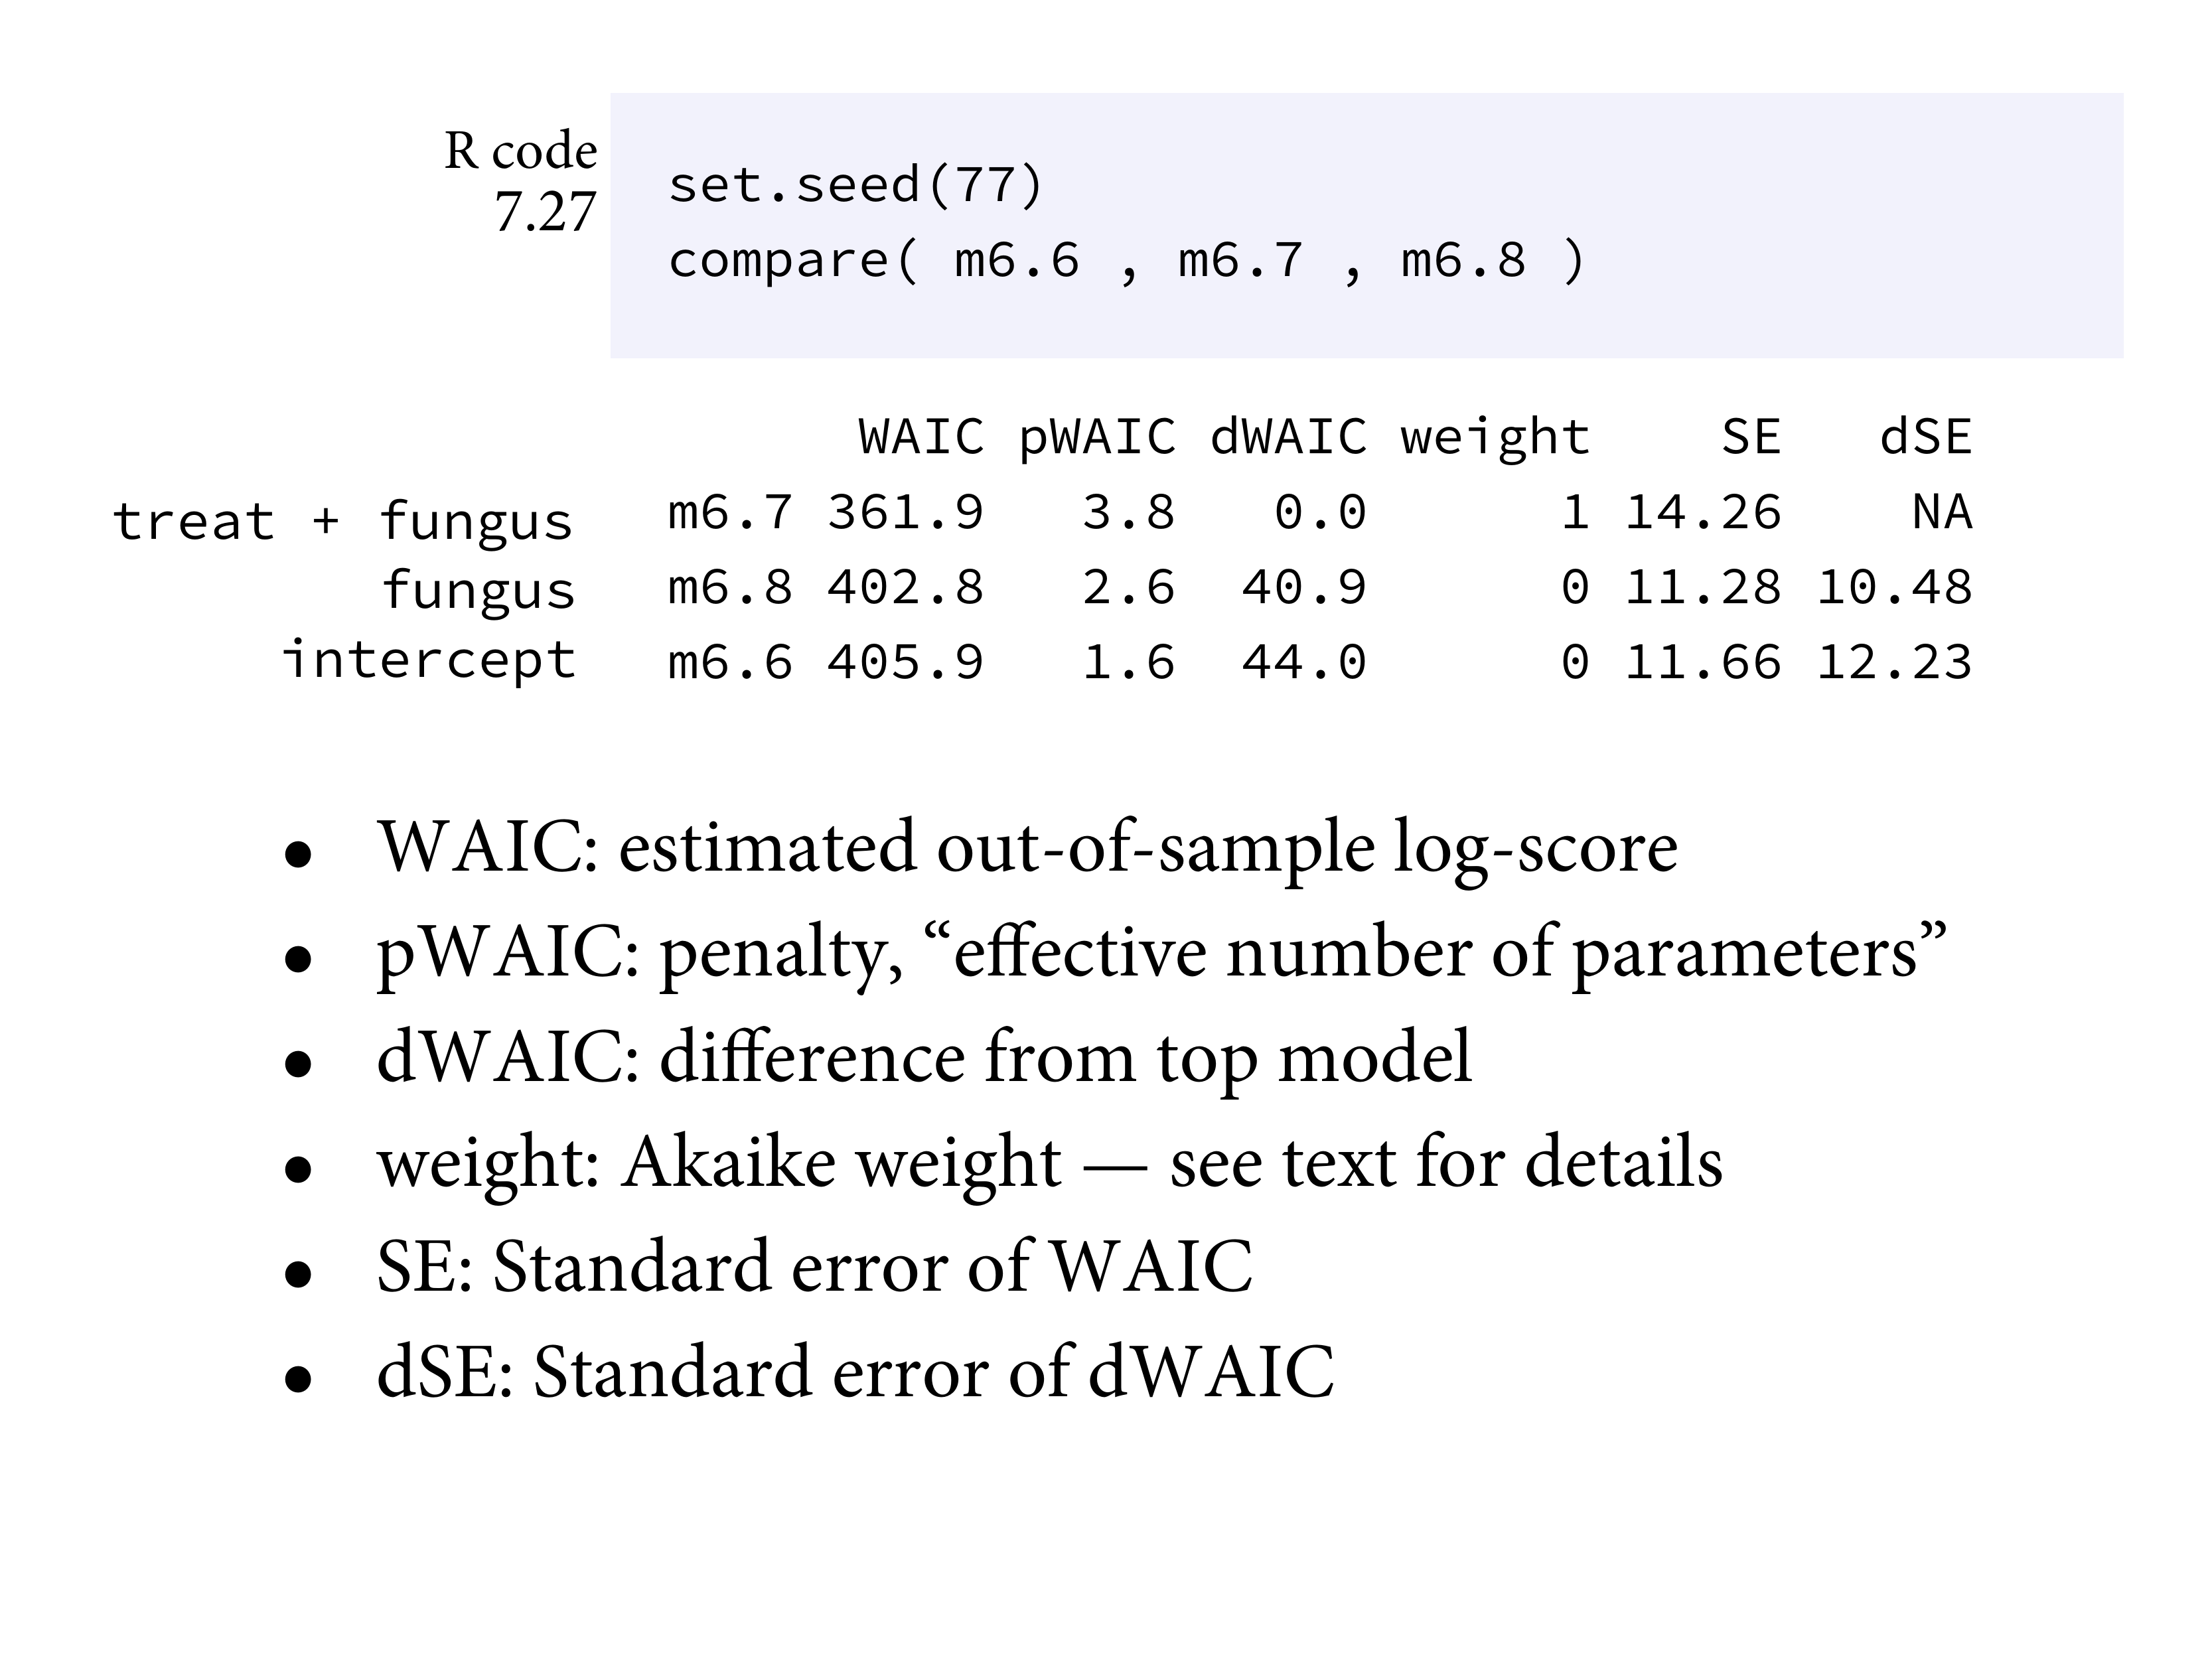 R code
7.27
set.seed(77)
compare( m6.6 , m6.7 , m6.8 )
WAIC pWAIC dWAIC weight SE dSE
treat + fungus m6.7 361.9 3.8 0.0 1 14.26 NA
fungus m6.8 402.8 2.6 40.9 0 11.28 10.48
intercept m6.6 405.9 1.6 44.0 0 11.66 12.23
• WAIC: estimated out-of-sample log-score
• pWAIC: penalty, “effective number of parameters”
• dWAIC: difference from top model
• weight: Akaike weight — see text for details
• SE: Standard error of WAIC
• dSE: Standard error of dWAIC